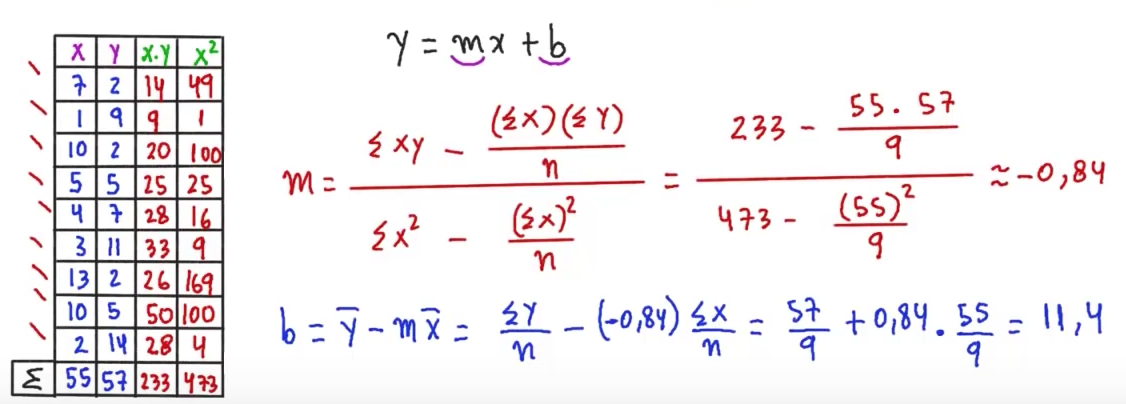 y = mx + b
X Y X.Y X²
7 2 14 49
1 9 9 1
10 2 20 100
5 5 25 25
4 7 28 16
3 11 33 9
13 2 26 169
10 5 50 100
2 14 28 4
Σ 55 57 233 473
m = (Σxy - (Σx)(Σy)/n) / (Σx² - (Σx)²/n) = (233 - 55.57/9) / (473 - (55)²/9) ≈ -0,84
b = ȳ - mx̄ = Σy/n - (-0,84) Σx/n = 57/9 + 0,84 . 55/9 = 11,4